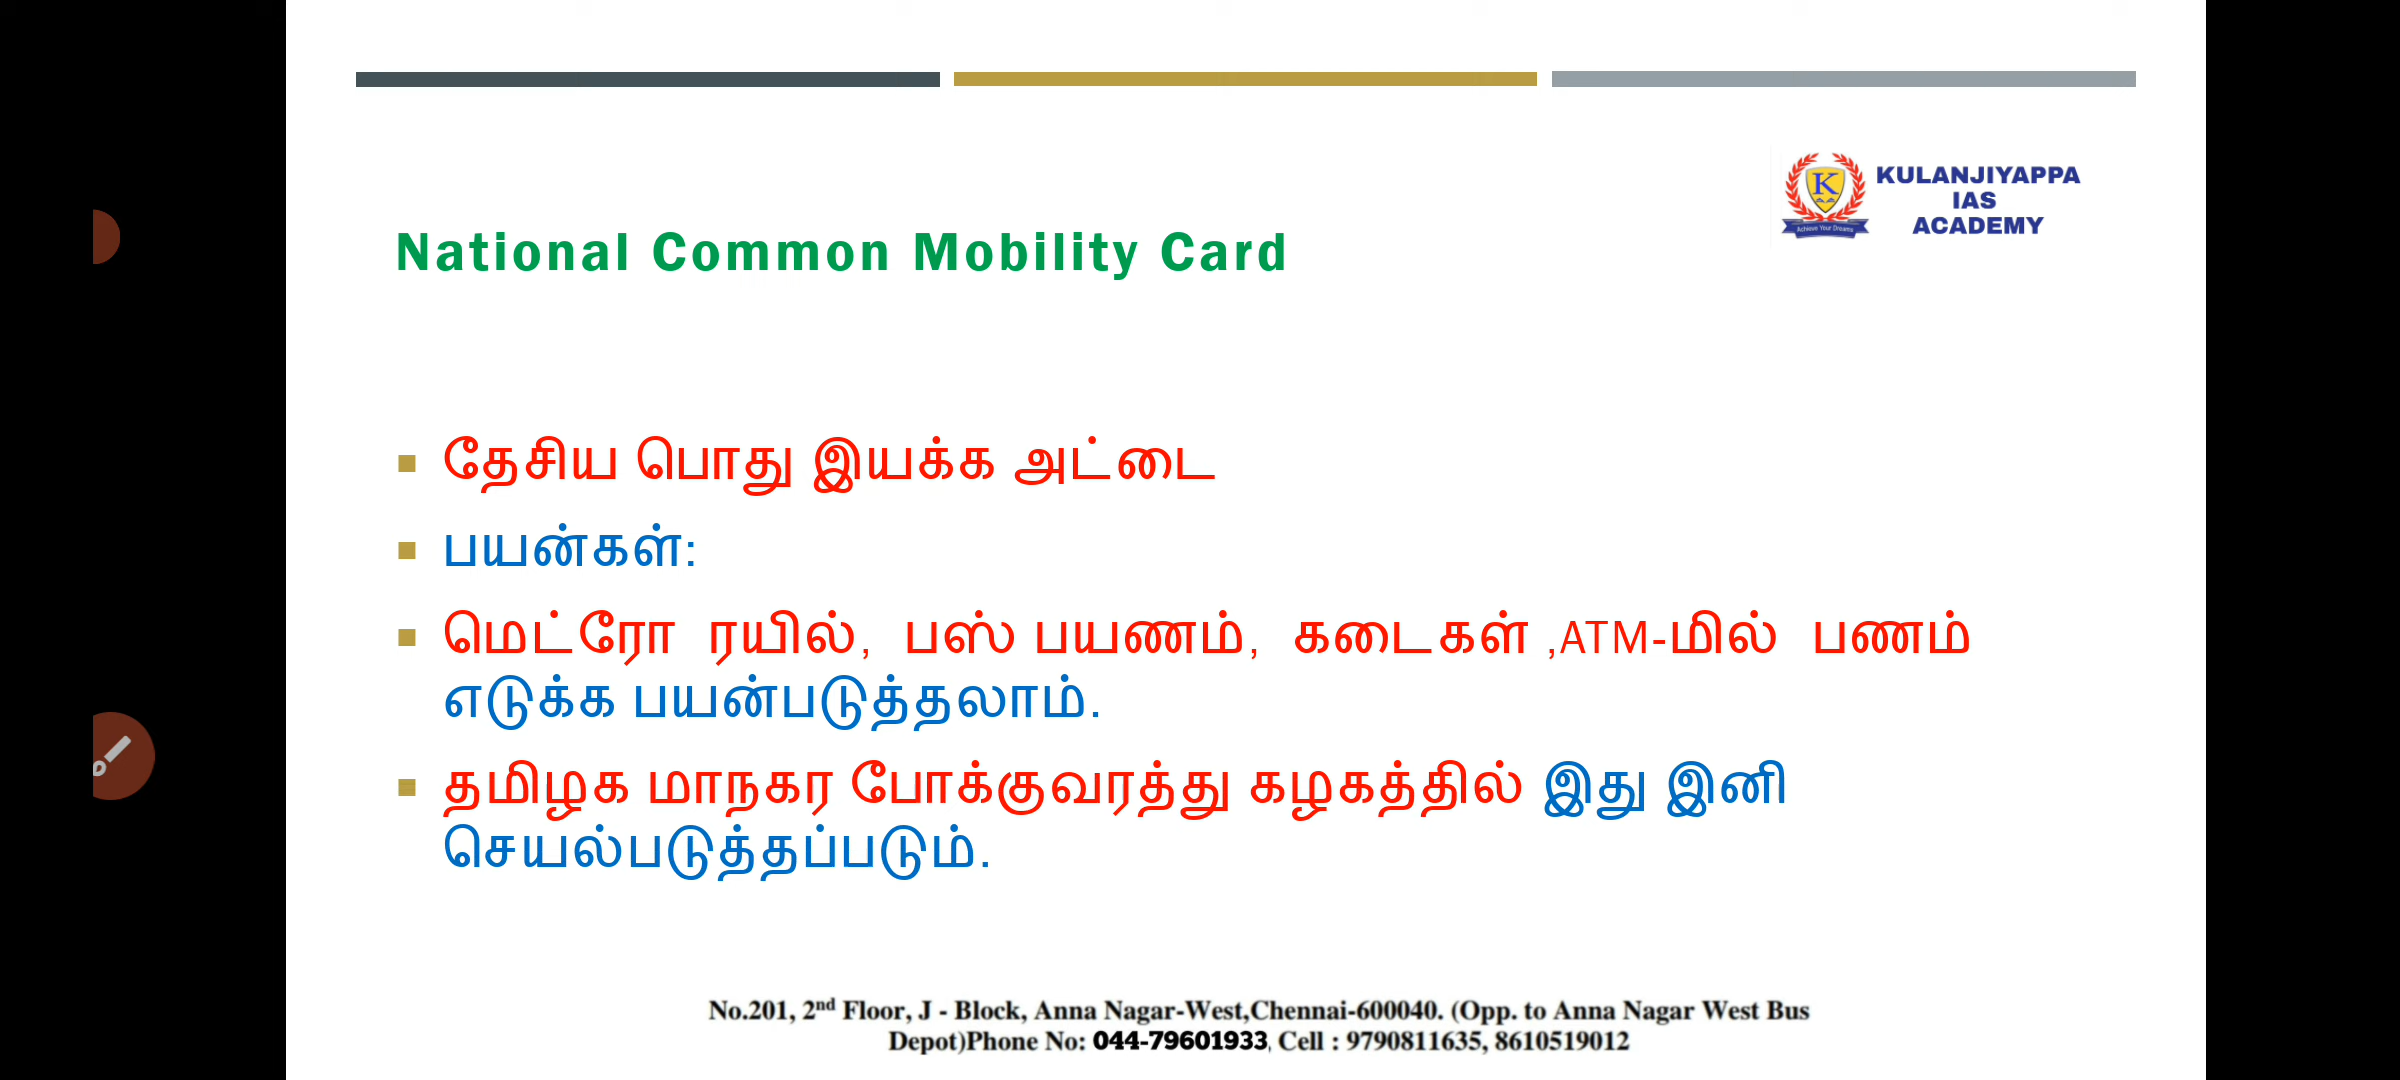 KULANJIYAPPA
IAS
ACADEMY
K
Achieve Your Dreams
National Common Mobility Card
தேசிய பொது இயக்க அட்டை
பயன்கள்:
மெட்ரோ ரயில், பஸ் பயணம், கடைகள் ,ATM-மில் பணம்
எடுக்க பயன்படுத்தலாம்.
தமிழக மாநகர போக்குவரத்து கழகத்தில் இது இனி
செயல்படுத்தப்படும்.
No.201, 2nd Floor, J - Block, Anna Nagar-West,Chennai-600040. (Opp. to Anna Nagar West Bus
Depot)Phone No: 044-79601933, Cell : 9790811635, 8610519012